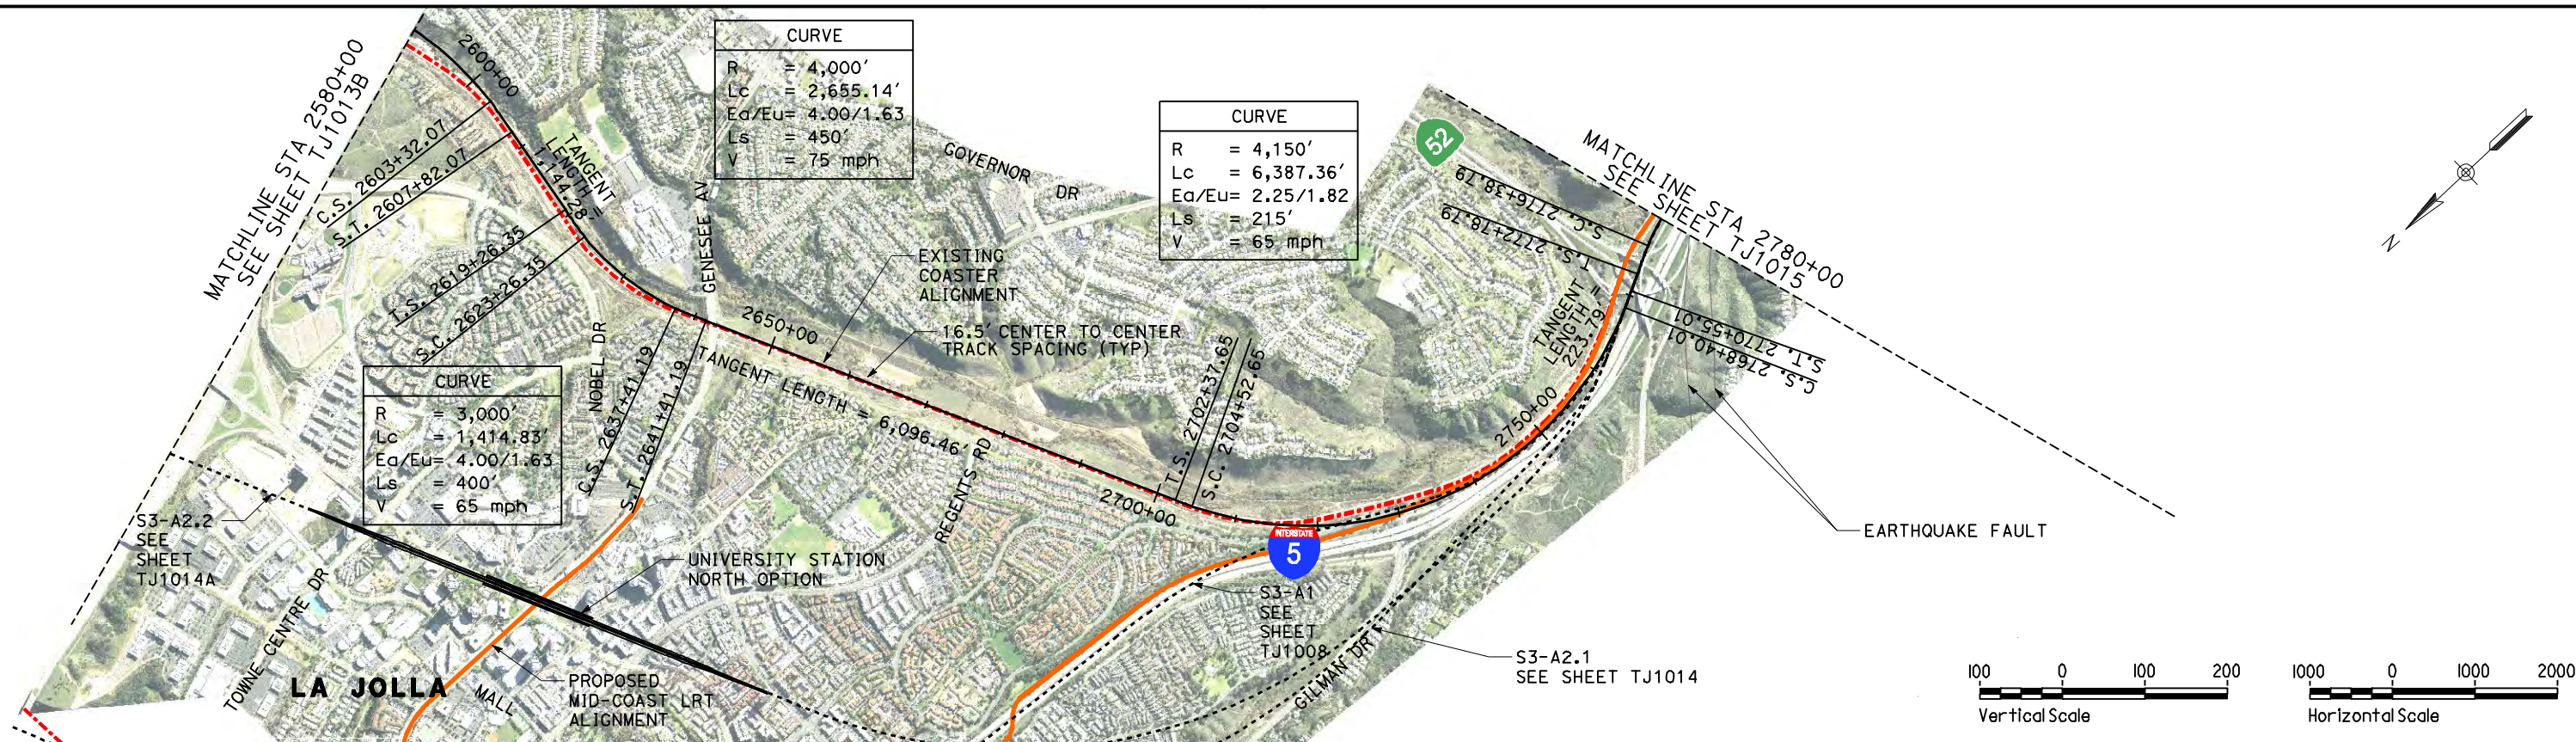 MATCHLINE STA 2580+00
SEE SHEET TJ1013B
2600+00
C.S. 2603+32.07
S.T. 2607+82.07
TANGENT
LENGTH =
1,144.28'
T.S. 2619+26.35
S.C. 2623+26.35
CURVE
R = 4,000'
Lc = 2,655.14'
Ea/Eu= 4.00/1.63
Ls = 450'
V = 75 mph
GENESEE AV
GOVERNOR DR
CURVE
R = 4,150'
Lc = 6,387.36'
Ea/Eu= 2.25/1.82
Ls = 215'
V = 65 mph
52
MATCHLINE STA 2780+00
SEE SHEET TJ1015
S.C. 2776+38.79
T.S. 2772+78.79
TANGENT
LENGTH =
223.79'
S.T. 2770+55.01
C.S. 2768+40.01
N
EXISTING
COASTER
ALIGNMENT
16.5' CENTER TO CENTER
TRACK SPACING (TYP)
2650+00
TANGENT LENGTH = 6,096.46'
NOBEL DR
C.S. 2637+41.19
S.T. 2641+41.19
CURVE
R = 3,000'
Lc = 1,414.83'
Ea/Eu= 4.00/1.63
Ls = 400'
V = 65 mph
T.S. 2702+37.65
S.C. 2704+52.65
2700+00
2750+00
REGENTS RD
INTERSTATE
5
EARTHQUAKE FAULT
S3-A2.2
SEE
SHEET
TJ1014A
UNIVERSITY STATION
NORTH OPTION
S3-A1
SEE
SHEET
TJ1008
S3-A2.1
SEE SHEET TJ1014
GILMAN DR
TOWNE CENTRE DR
LA JOLLA
MALL
PROPOSED
MID-COAST LRT
ALIGNMENT
100 0 100 200
Vertical Scale
1000 0 1000 2000
Horizontal Scale